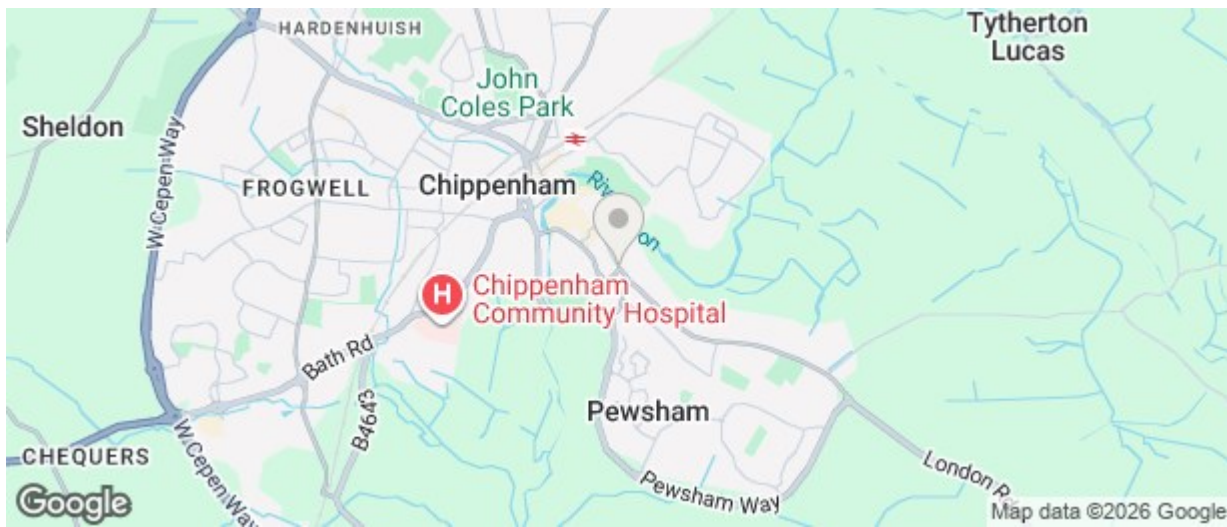 HARDENHUISH
Tytherton
Lucas
John
Coles Park
Sheldon
W Cepen Way
FROGWELL
Chippenham
H
Chippenham
Community Hospital
Bath Rd
B4643
Pewsham
CHEQUERS
W Cepen Way
Pewsham Way
London
Google
Map data ©2026 Google